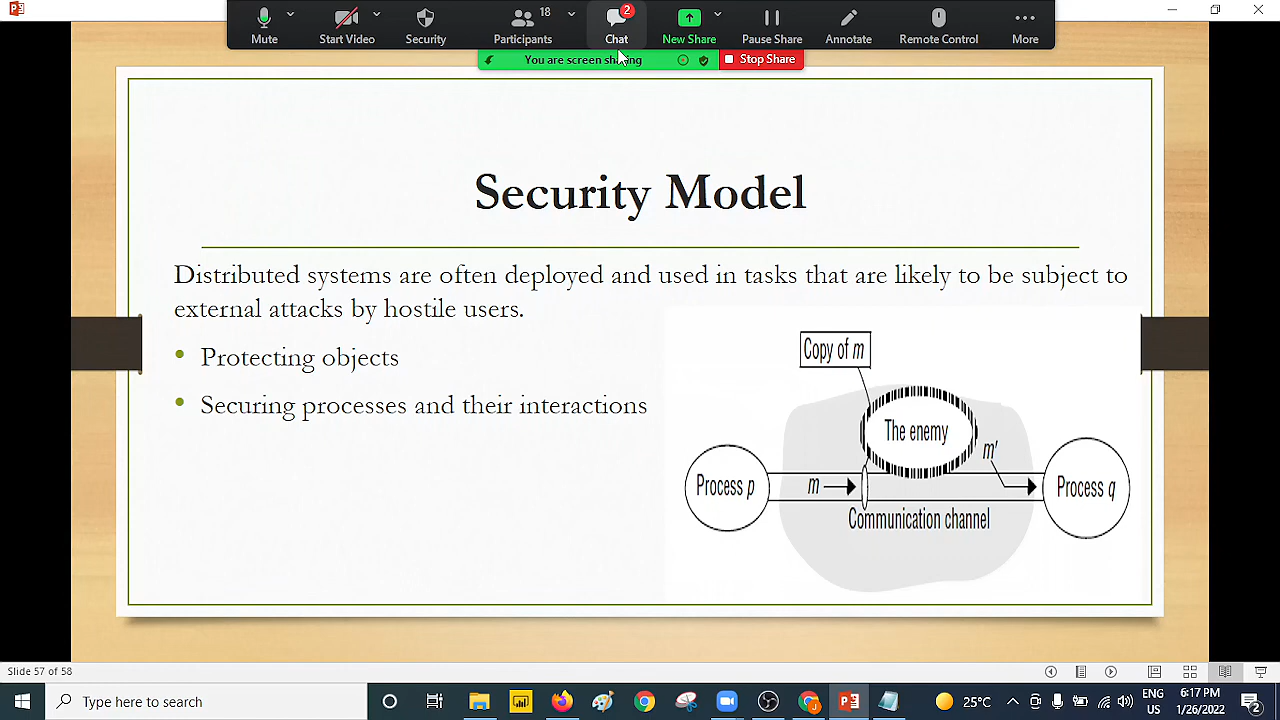 18
2
Mute
Start Video
Security
Participants
Chat
New Share
Pause Share
Annotate
Remote Control
More
You are screen sharing
Stop Share
Security Model
Distributed systems are often deployed and used in tasks that are likely to be subject to
external attacks by hostile users.
• Protecting objects
• Securing processes and their interactions
Copy of m
The enemy
m′
Process p
m
Process q
Communication channel
Slide 57 of 58
Type here to search
25°C
ENG
US
6:17 PM
1/26/2022
2